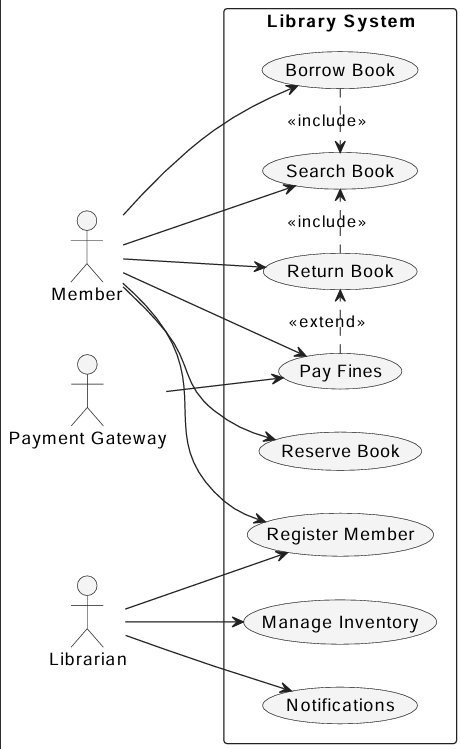 Library System
Borrow Book
«include»
Search Book
«include»
Member
Return Book
«extend»
Pay Fines
Payment Gateway
Reserve Book
Register Member
Manage Inventory
Librarian
Notifications